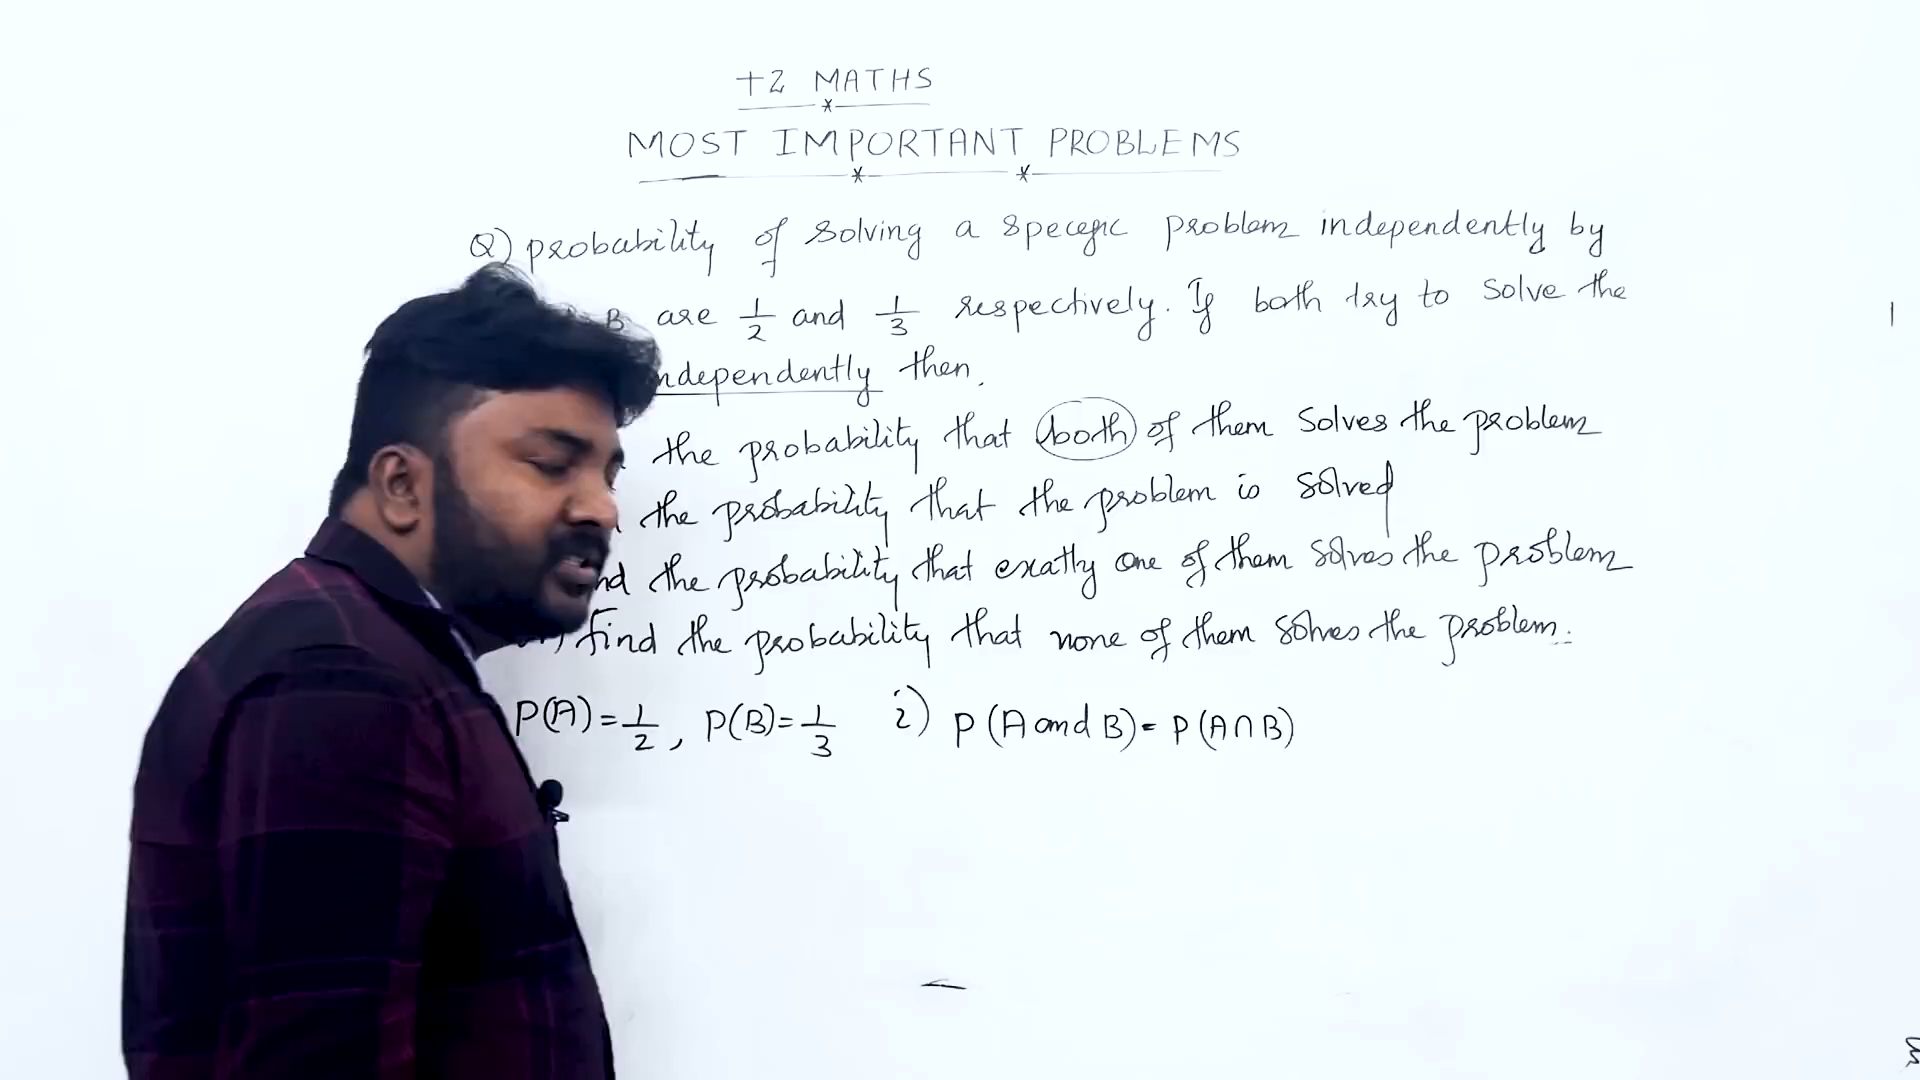 +2 MATHS
MOST IMPORTANT PROBLEMS
Q) probability of solving a specefic problem independently by
B are 1/2 and 1/3 respectively. If both try to solve the
ndependently then,
the probability that both of them solves the problem
the probability that the problem is solved
nd the probability that exatly one of them solves the problem
find the probability that none of them solves the problem.
P(A) = 1/2, P(B) = 1/3 i) P(A and B) = P(A∩B)